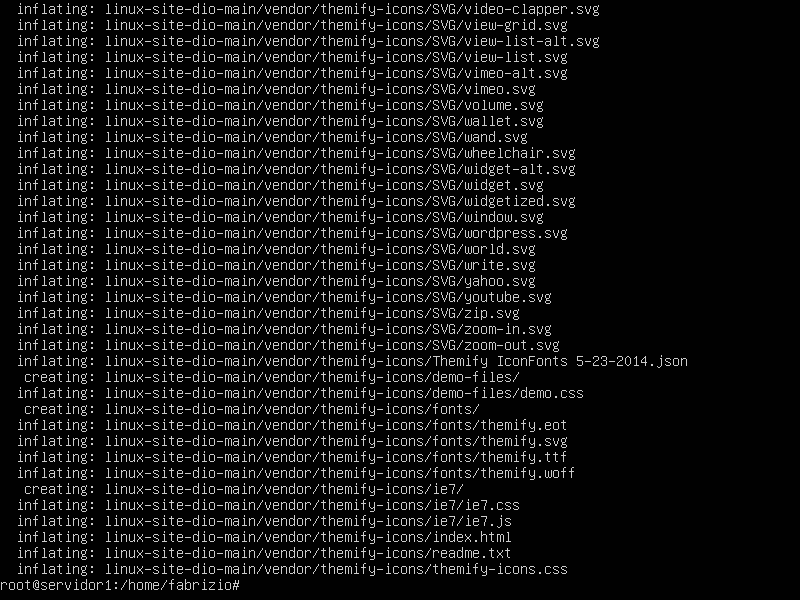 inflating: linux-site-dio-main/vendor/themify-icons/SVG/video-clapper.svg
inflating: linux-site-dio-main/vendor/themify-icons/SVG/view-grid.svg
inflating: linux-site-dio-main/vendor/themify-icons/SVG/view-list-alt.svg
inflating: linux-site-dio-main/vendor/themify-icons/SVG/view-list.svg
inflating: linux-site-dio-main/vendor/themify-icons/SVG/vimeo-alt.svg
inflating: linux-site-dio-main/vendor/themify-icons/SVG/vimeo.svg
inflating: linux-site-dio-main/vendor/themify-icons/SVG/volume.svg
inflating: linux-site-dio-main/vendor/themify-icons/SVG/wallet.svg
inflating: linux-site-dio-main/vendor/themify-icons/SVG/wand.svg
inflating: linux-site-dio-main/vendor/themify-icons/SVG/wheelchair.svg
inflating: linux-site-dio-main/vendor/themify-icons/SVG/widget-alt.svg
inflating: linux-site-dio-main/vendor/themify-icons/SVG/widget.svg
inflating: linux-site-dio-main/vendor/themify-icons/SVG/widgetized.svg
inflating: linux-site-dio-main/vendor/themify-icons/SVG/window.svg
inflating: linux-site-dio-main/vendor/themify-icons/SVG/wordpress.svg
inflating: linux-site-dio-main/vendor/themify-icons/SVG/world.svg
inflating: linux-site-dio-main/vendor/themify-icons/SVG/write.svg
inflating: linux-site-dio-main/vendor/themify-icons/SVG/yahoo.svg
inflating: linux-site-dio-main/vendor/themify-icons/SVG/youtube.svg
inflating: linux-site-dio-main/vendor/themify-icons/SVG/zip.svg
inflating: linux-site-dio-main/vendor/themify-icons/SVG/zoom-in.svg
inflating: linux-site-dio-main/vendor/themify-icons/SVG/zoom-out.svg
inflating: linux-site-dio-main/vendor/themify-icons/Themify IconFonts 5-23-2014.json
creating: linux-site-dio-main/vendor/themify-icons/demo-files/
inflating: linux-site-dio-main/vendor/themify-icons/demo-files/demo.css
creating: linux-site-dio-main/vendor/themify-icons/fonts/
inflating: linux-site-dio-main/vendor/themify-icons/fonts/themify.eot
inflating: linux-site-dio-main/vendor/themify-icons/fonts/themify.svg
inflating: linux-site-dio-main/vendor/themify-icons/fonts/themify.ttf
inflating: linux-site-dio-main/vendor/themify-icons/fonts/themify.woff
creating: linux-site-dio-main/vendor/themify-icons/ie7/
inflating: linux-site-dio-main/vendor/themify-icons/ie7/ie7.css
inflating: linux-site-dio-main/vendor/themify-icons/ie7/ie7.js
inflating: linux-site-dio-main/vendor/themify-icons/index.html
inflating: linux-site-dio-main/vendor/themify-icons/readme.txt
inflating: linux-site-dio-main/vendor/themify-icons/themify-icons.css
root@servidor1:/home/fabrizio#